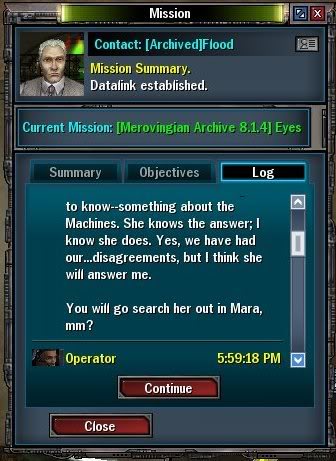 Mission
Contact: [Archived]Flood
Mission Summary.
Datalink established.
Current Mission: [Merovingian Archive 8.1.4] Eyes
Summary
Objectives
Log
to know--something about the
Machines. She knows the answer; I
know she does. Yes, we have had
our...disagreements, but I think she
will answer me.
You will go search her out in Mara,
mm?
Operator
5:59:18 PM
Continue
Close